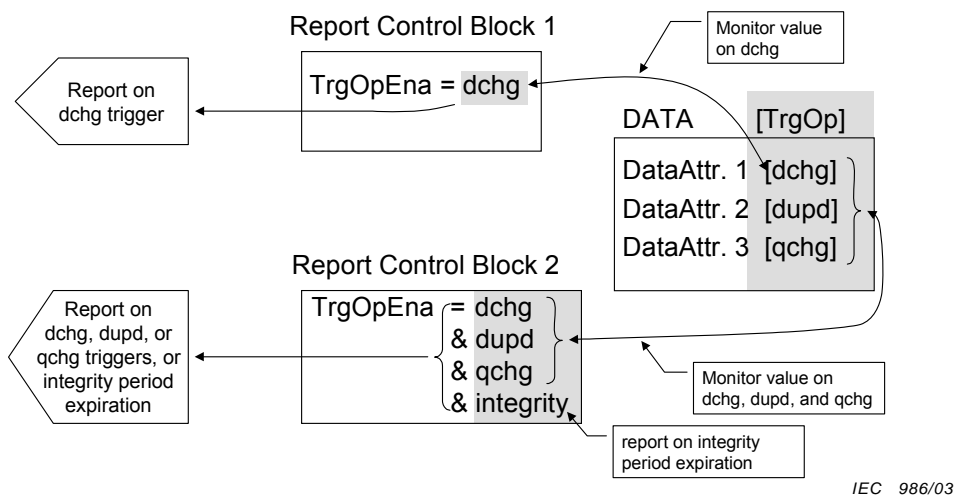 Report Control Block 1
Monitor value
on dchg
Report on
dchg trigger
TrgOpEna = dchg
DATA [TrgOp]
DataAttr. 1 [dchg]
DataAttr. 2 [dupd]
DataAttr. 3 [qchg]
Report Control Block 2
Report on
dchg, dupd, or
qchg triggers, or
integrity period
expiration
TrgOpEna = dchg
& dupd
& qchg
& integrity
Monitor value on
dchg, dupd, and qchg
report on integrity
period expiration
IEC 986/03